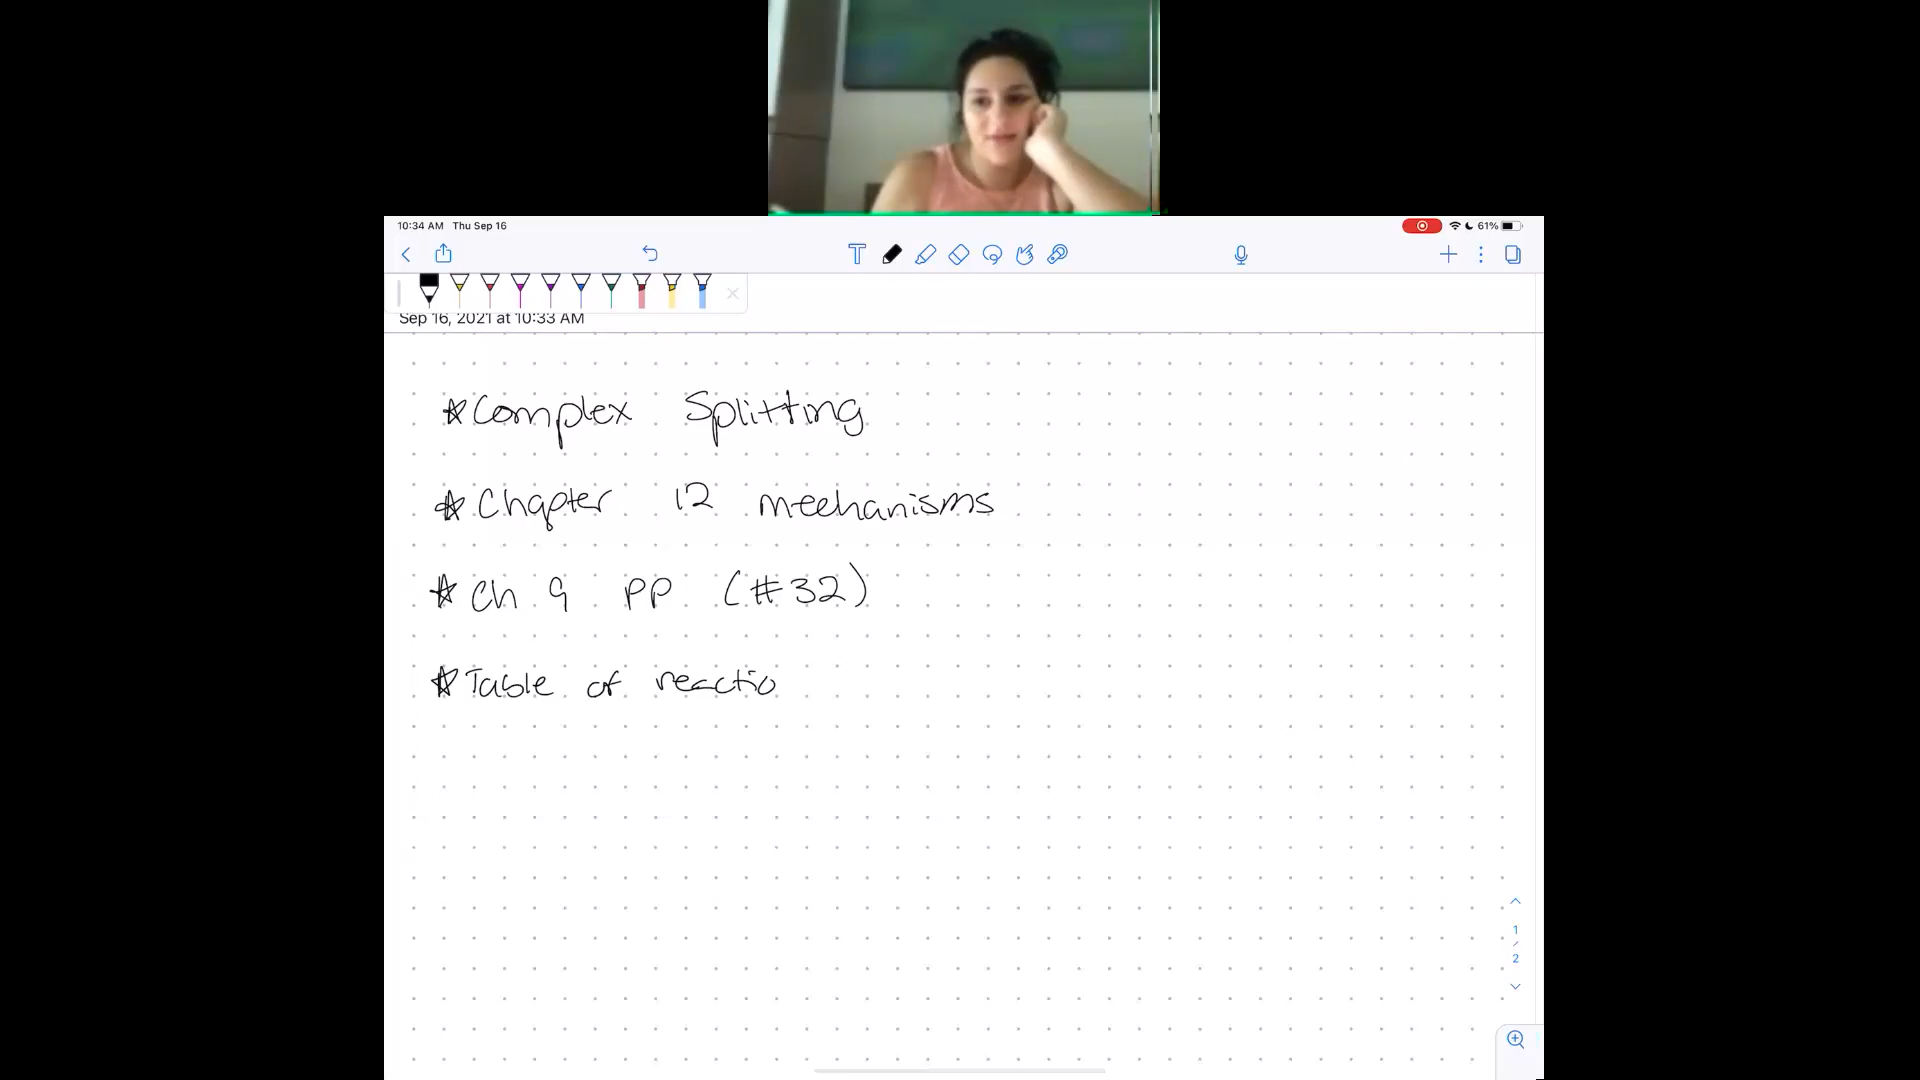 10:34 AM Thu Sep 16
61%
Sep 16, 2021 at 10:33 AM
*Complex Splitting
*Chapter 12 mechanisms
*Ch 9 PP (#32)
*Table of reactio
1
/
2